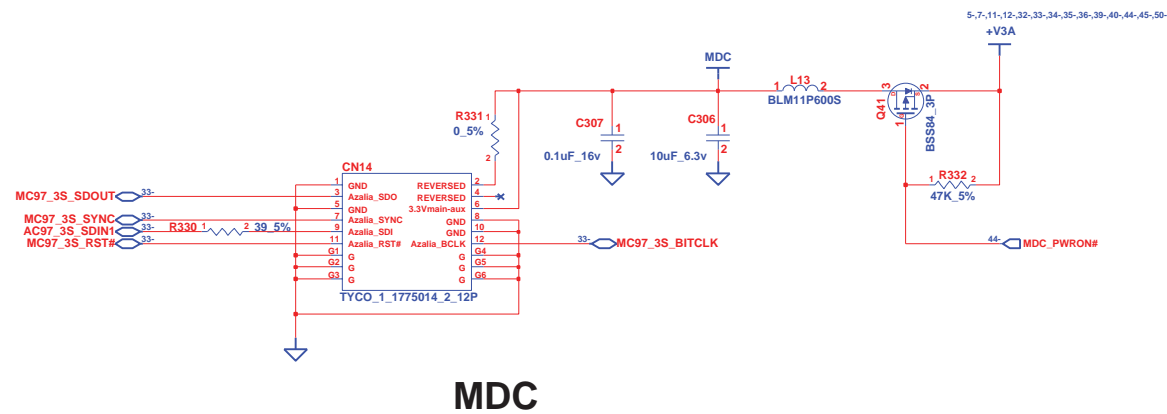 5-,7-,11-,12-,32-,33-,34-,35-,36-,39-,40-,44-,45-,50-
+V3A
MDC
1 L13 2
BLM11P600S
3 2
Q41
1
BSS84_3P
R331 1
0_5%
2
C307 1
2
0.1uF_16v
C306 1
2
10uF_6.3v
1 R332 2
47K_5%
CN14
1 GND REVERSED 2
MC97_3S_SDOUT 33- 3 Azalia_SDO REVERSED 4
5 GND 3.3Vmain-aux 6
MC97_3S_SYNC 33- 7 Azalia_SYNC GND 8
AC97_3S_SDIN1 33- R330 1 2 39_5% 9 Azalia_SDI GND 10
MC97_3S_RST# 33- 11 Azalia_RST# Azalia_BCLK 12 33- MC97_3S_BITCLK
44- MDC_PWRON#
G1 G G G4
G2 G G G5
G3 G G G6
TYCO_1_1775014_2_12P
MDC